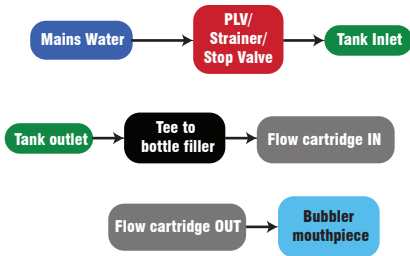 Mains Water
PLV/
Strainer/
Stop Valve
Tank Inlet
Tank outlet
Tee to
bottle filler
Flow cartridge IN
Flow cartridge OUT
Bubbler
mouthpiece